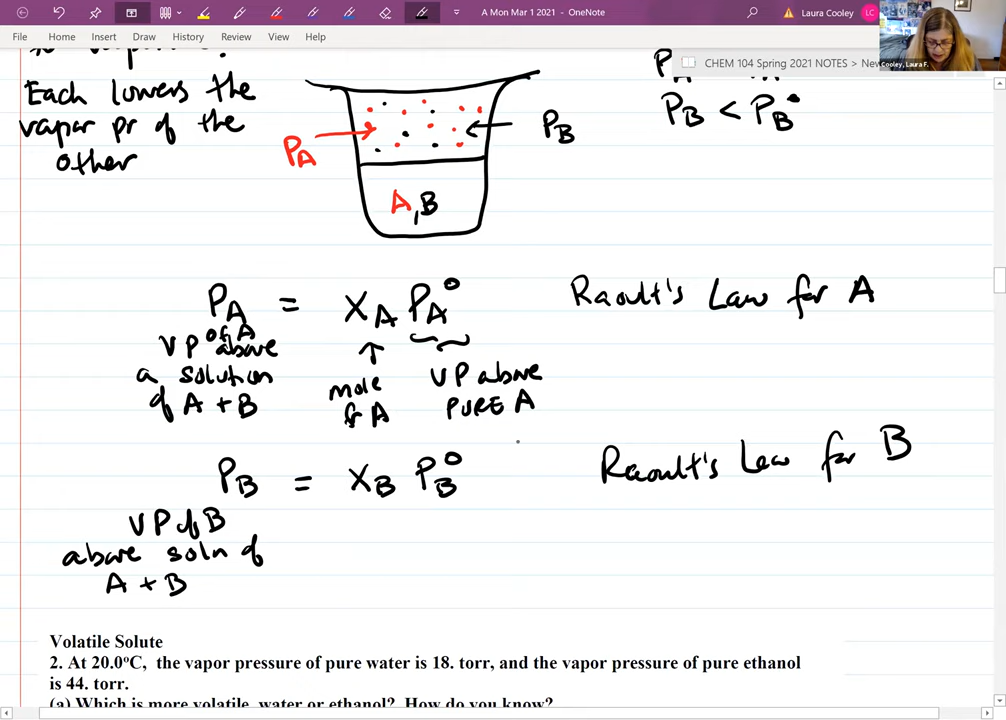 A Mon Mar 1 2021 - OneNote
Laura Cooley
LC
File Home Insert Draw History Review View Help
CHEM 104 Spring 2021 NOTES > New
Cooley, Laura F.
Each lowers the
vapor pr of the
other
PB < PB°
PA
PB
A, B
PA = XA PA° Raoult's Law for A
VP of A
above
a solution
of A + B
mole
fr A
VP above
PURE A
PB = XB PB° Raoult's Law for B
VP of B
above soln of
A + B
Volatile Solute
2. At 20.0°C, the vapor pressure of pure water is 18. torr, and the vapor pressure of pure ethanol
is 44. torr.
(a) Which is more volatile, water or ethanol? How do you know?